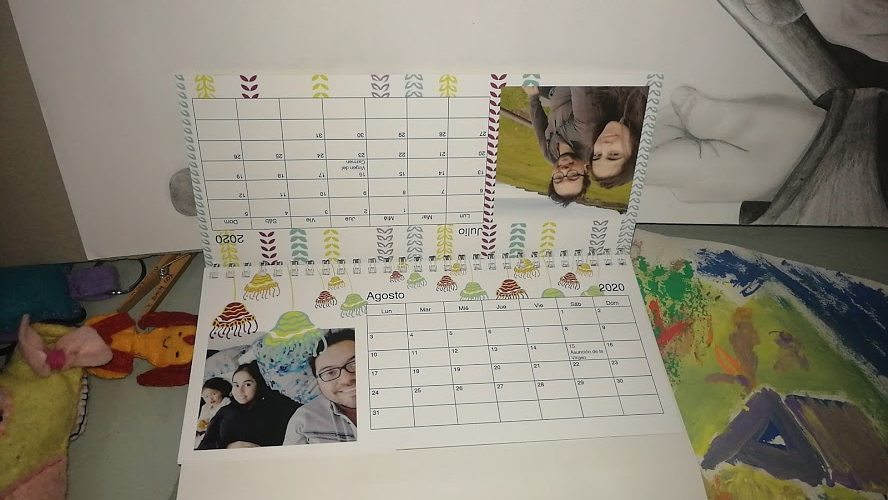 Julio 2020
Lun Mar Mié Jue Vie Sáb Dom
1 2 3 4 5
6 7 8 9 10 11 12
13 14 15 16 17 18 19
Virgen del
Carmen
20 21 22 23 24 25 26
27 28 29 30 31
Agosto 2020
Lun Mar Mié Jue Vie Sáb Dom
1 2
3 4 5 6 7 8 9
10 11 12 13 14 15 16
Asunción de la
Virgen
17 18 19 20 21 22 23
24 25 26 27 28 29 30
31